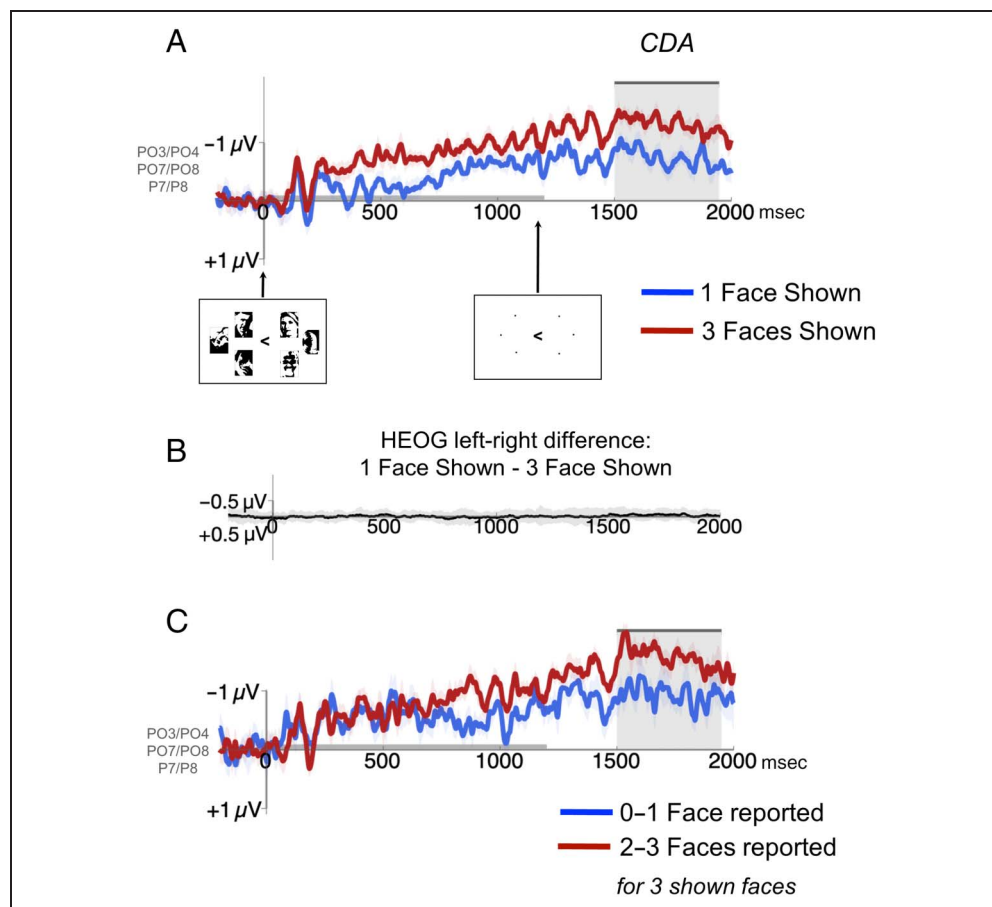 A
CDA
−1 µV
PO3/PO4
PO7/PO8
P7/P8
0 500 1000 1500 2000 msec
+1 µV
<
<
1 Face Shown
3 Faces Shown
B
HEOG left-right difference:
1 Face Shown - 3 Face Shown
−0.5 µV
+0.5 µV
0 500 1000 1500 2000
C
−1 µV
PO3/PO4
PO7/PO8
P7/P8
0 500 1000 1500 2000 msec
+1 µV
0–1 Face reported
2–3 Faces reported
for 3 shown faces